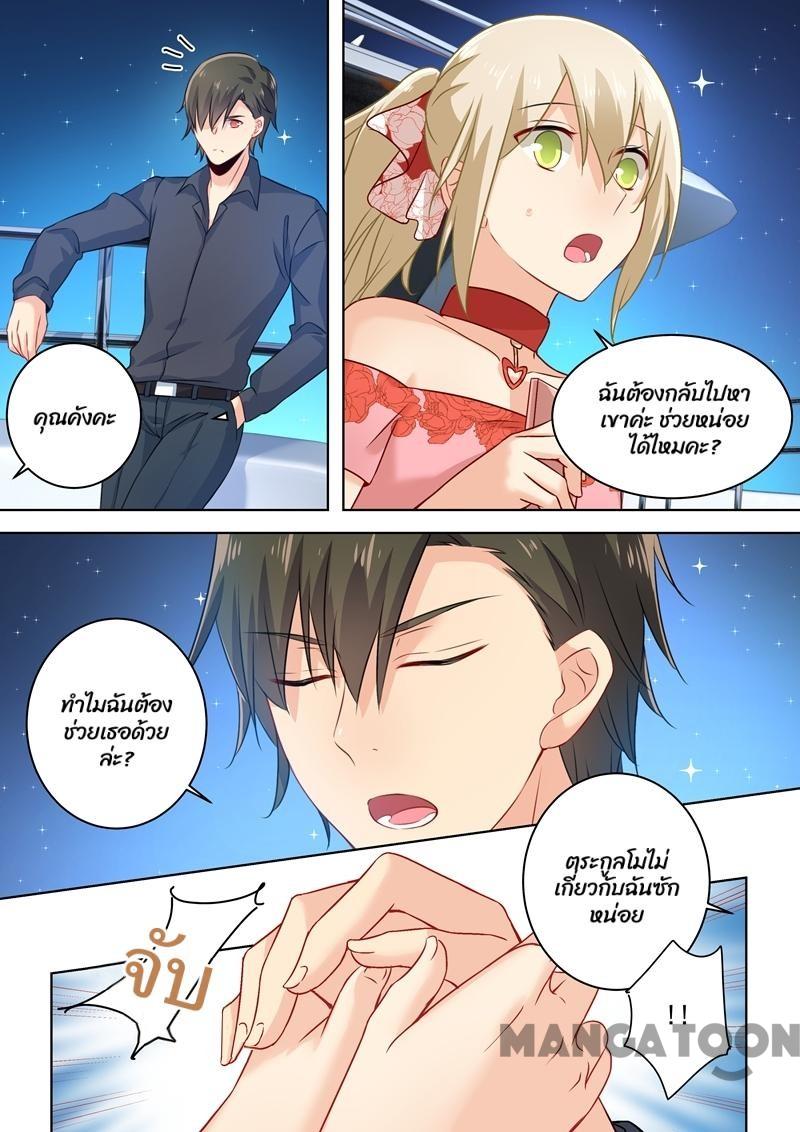 คุณคังคะ
ฉันต้องกลับไปหา
เขาค่ะ ช่วยหน่อย
ได้ไหมคะ?
ทำไมฉันต้อง
ช่วยเธอด้วย
ล่ะ?
ตระกูลโมไม่
เกี่ยวกับฉันซัก
หน่อย
จับ
!!
MANGATOON